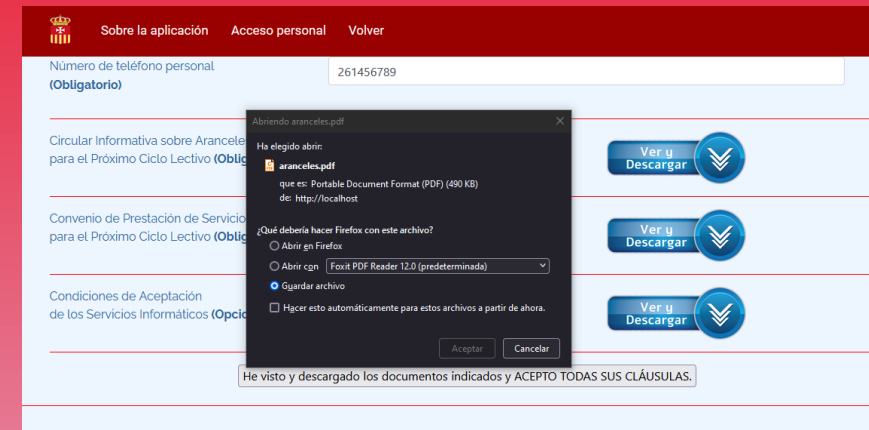 Sobre la aplicación Acceso personal Volver
Número de teléfono personal
(Obligatorio)
261456789
Circular Informativa sobre Arancele
para el Próximo Ciclo Lectivo (Oblig
Ver y
Descargar
Convenio de Prestación de Servicio
para el Próximo Ciclo Lectivo (Oblig
Ver y
Descargar
Condiciones de Aceptación
de los Servicios Informáticos (Opcio
Ver y
Descargar
Abriendo aranceles.pdf
Ha elegido abrir:
aranceles.pdf
que es: Portable Document Format (PDF) (490 KB)
de: http://localhost
¿Qué debería hacer Firefox con este archivo?
Abrir en Firefox
Abrir con Foxit PDF Reader 12.0 (predeterminada)
Guardar archivo
Hacer esto automáticamente para estos archivos a partir de ahora.
Aceptar Cancelar
He visto y descargado los documentos indicados y ACEPTO TODAS SUS CLÁUSULAS.